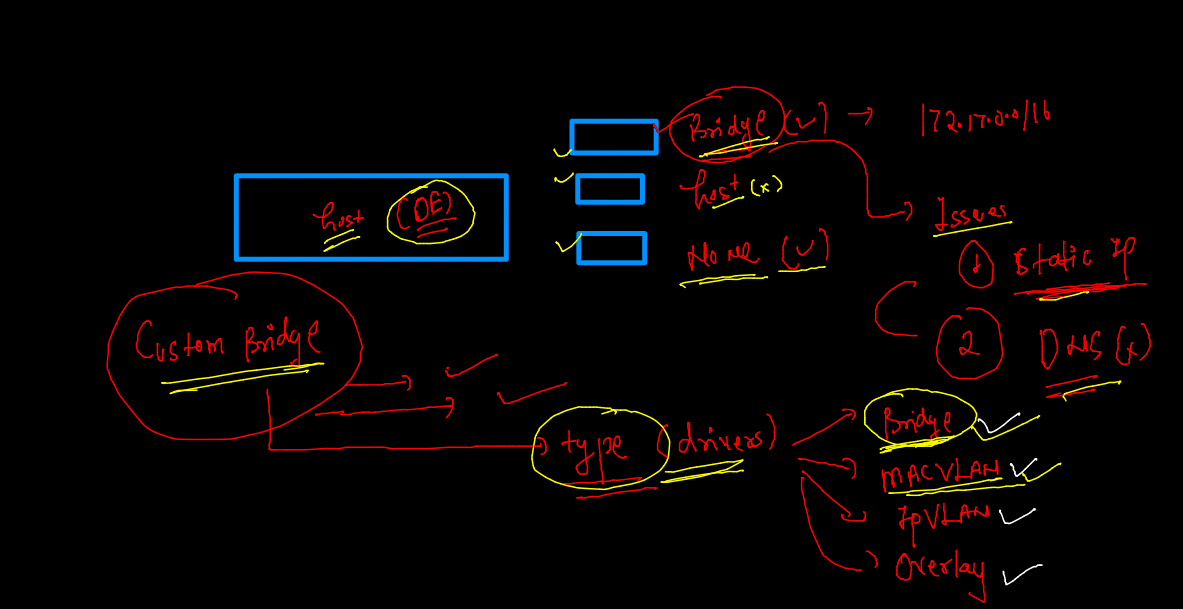 Bridge (✓) → 172.17.0.0/16
host (x)
None (✓)
host (DE)
Issues
1 Static IP
2 DNS (x)
Custom Bridge
type (drivers)
Bridge ✓
MACVLAN ✓
IpVLAN ✓
Overlay ✓